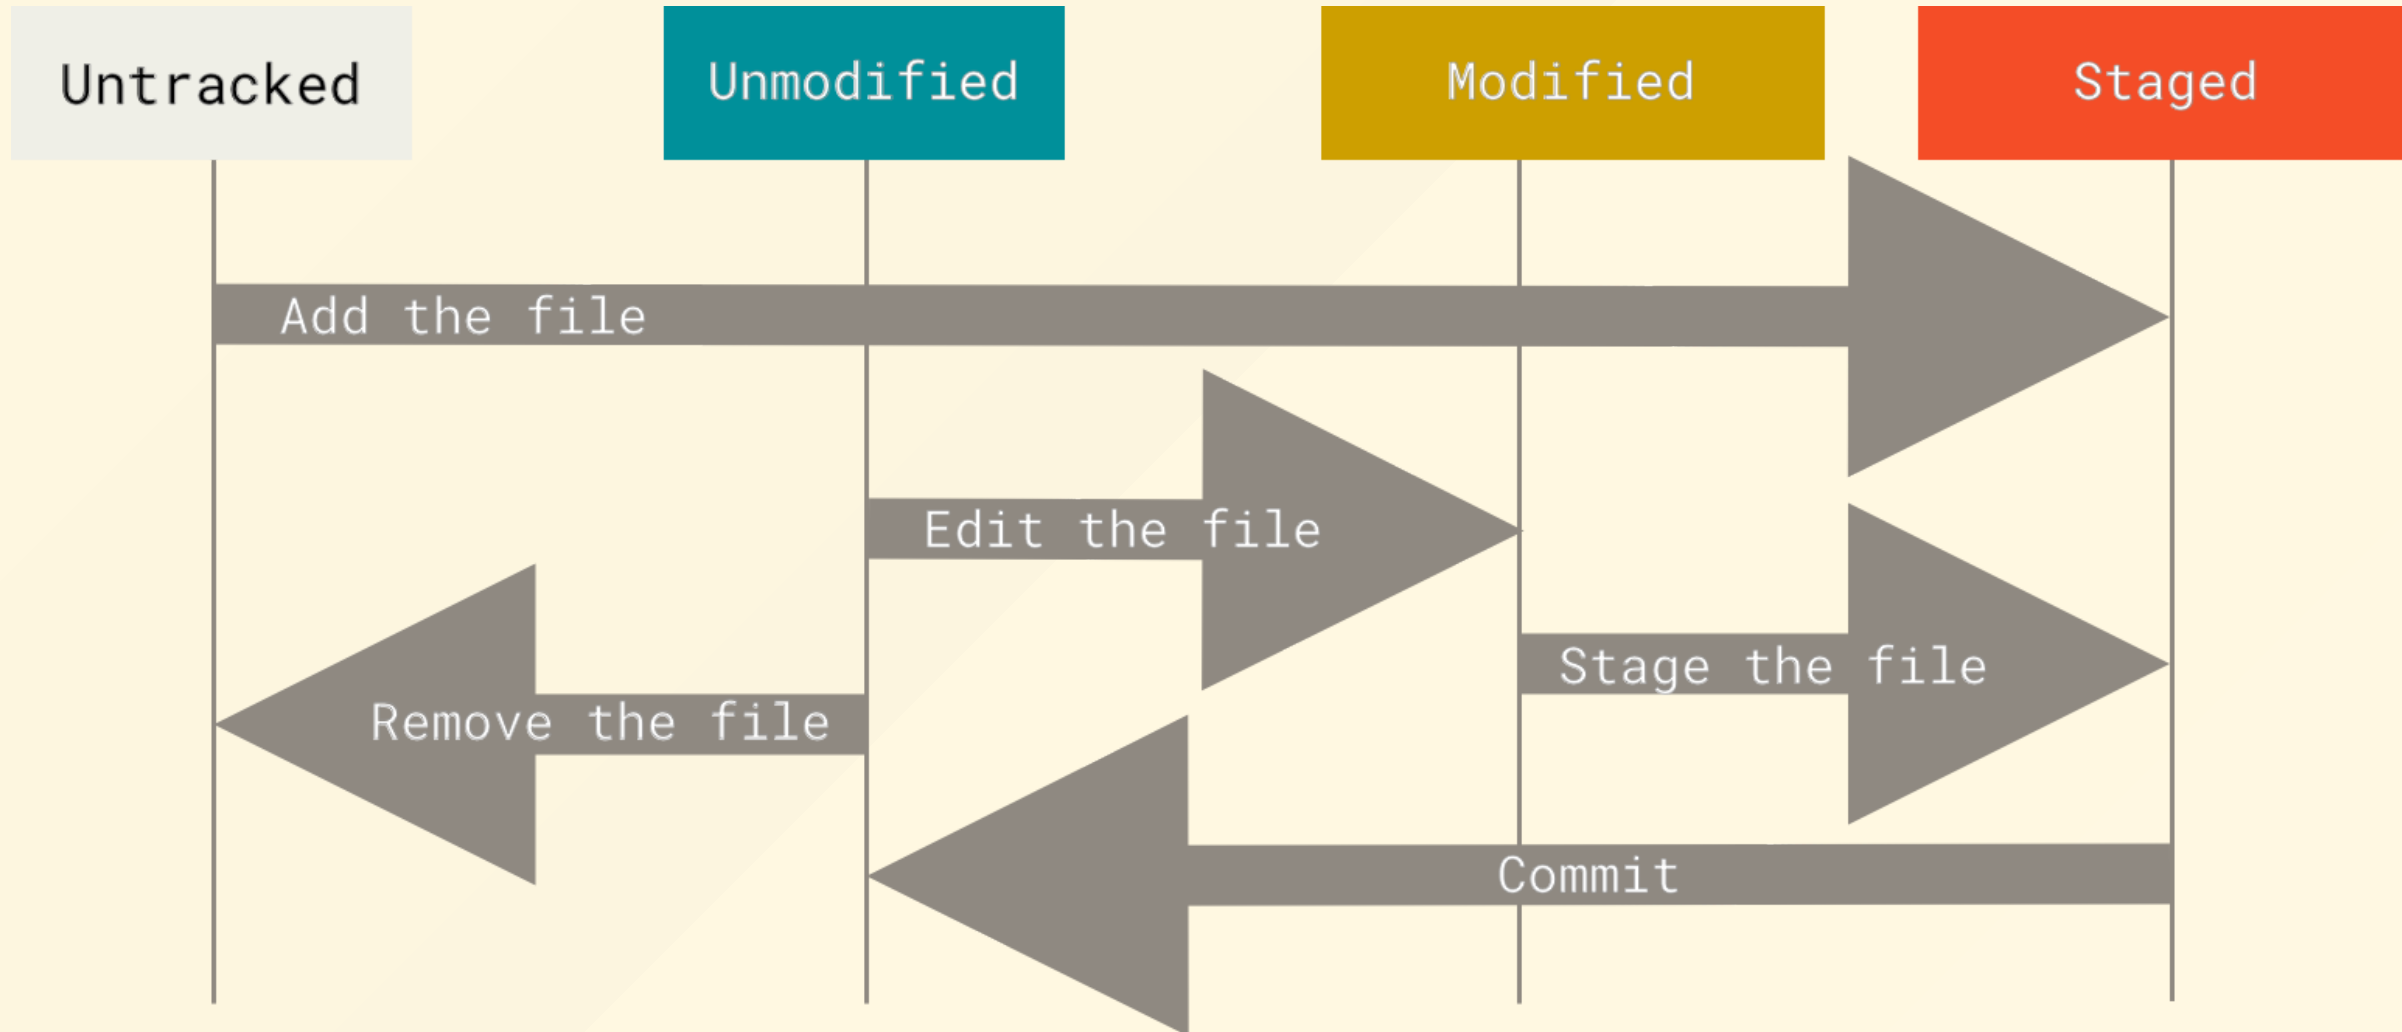 Untracked
Unmodified
Modified
Staged
Add the file
Edit the file
Stage the file
Remove the file
Commit